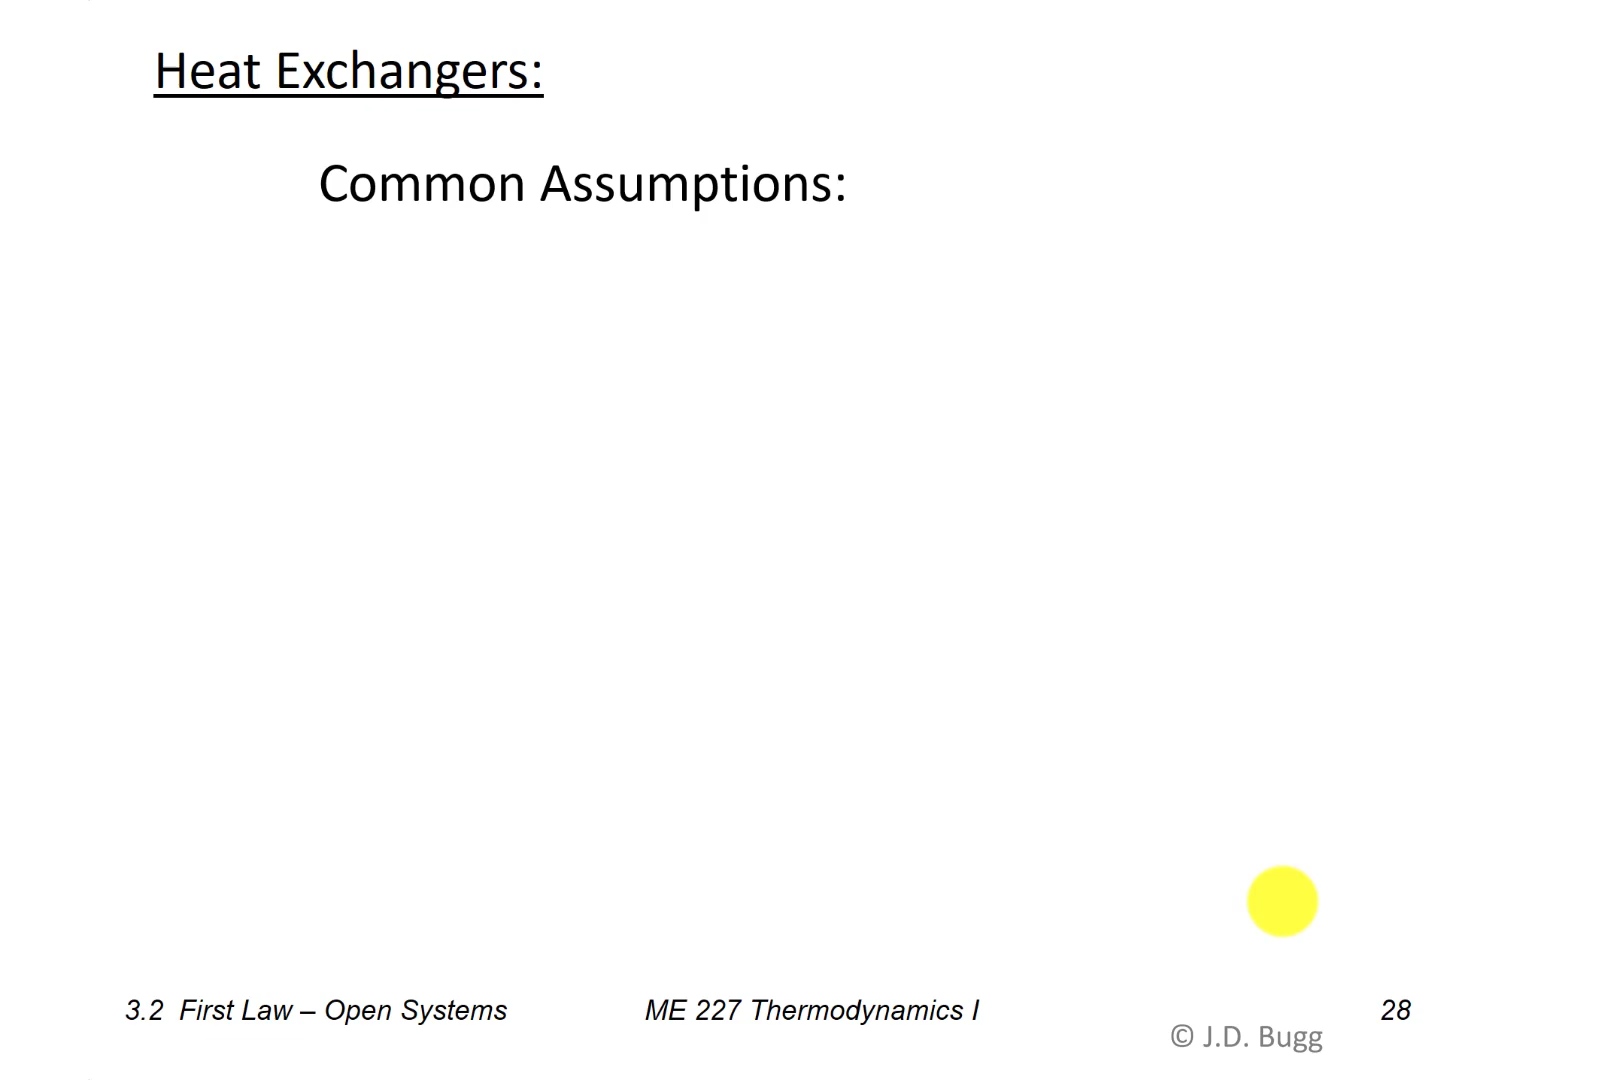 Heat Exchangers:
Common Assumptions:
3.2 First Law – Open Systems
ME 227 Thermodynamics I
28
© J.D. Bugg